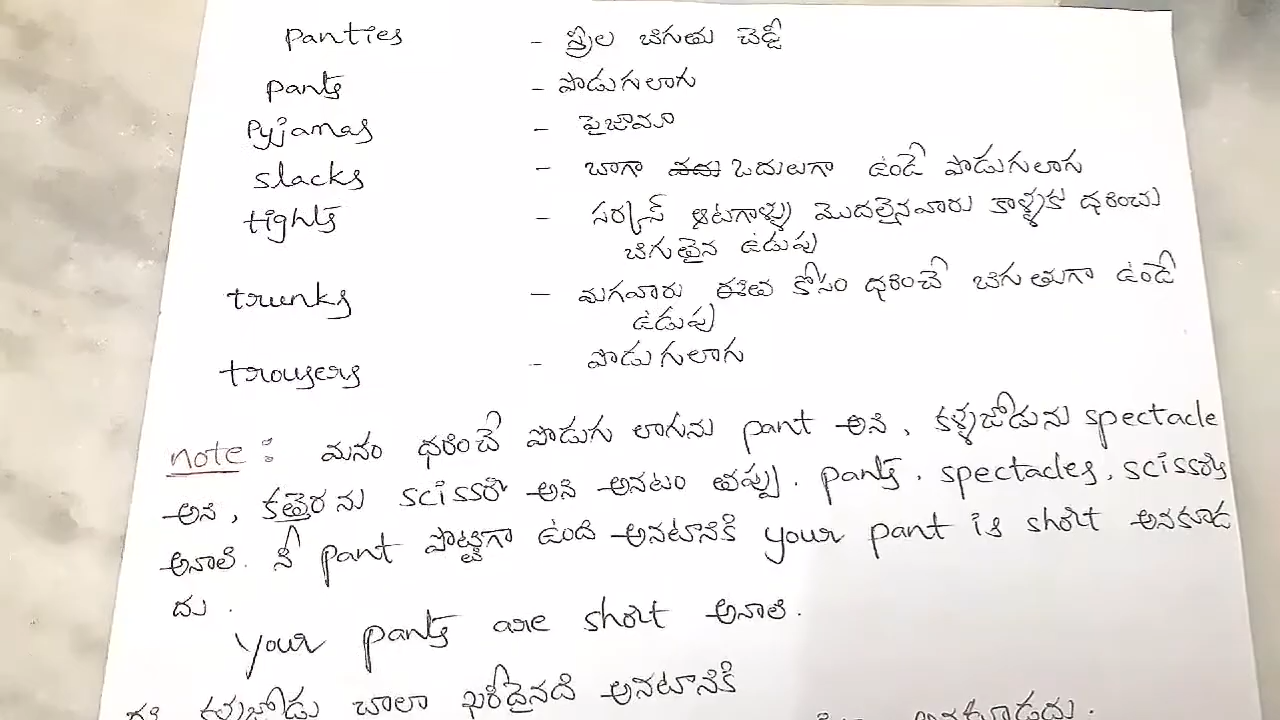 panties - స్త్రీల బిగుతు చెడ్డీ
pants - పొడుగులాగు
Pyjamas - పైజామా
slacks - బాగా ఒదులుగా ఉండే పొడుగులాగు
tights - సర్కస్ ఆటగాళ్ళు మొదలైనవారు కాళ్ళకు ధరించు
బిగుతైన ఉడుపు
trunks - మగవారు ఈత కోసం ధరించే బిగుతుగా ఉండే
ఉడుపు
trousers - పొడుగులాగు
note : మనం ధరించే పొడుగు లాగును pant అని, కళ్ళజోడును spectacle
అని, కత్తెరను scissor అని అనటం తప్పు. pants, spectacles, scissors
అనాలి. నీ pant పొట్టిగా ఉంది అనటానికి your pant is short అనకూడ
దు.
your pants are short అనాలి.
కళ్ళజోడు చాలా ఖరీదైనది అనటానికి
అనకూడదు.